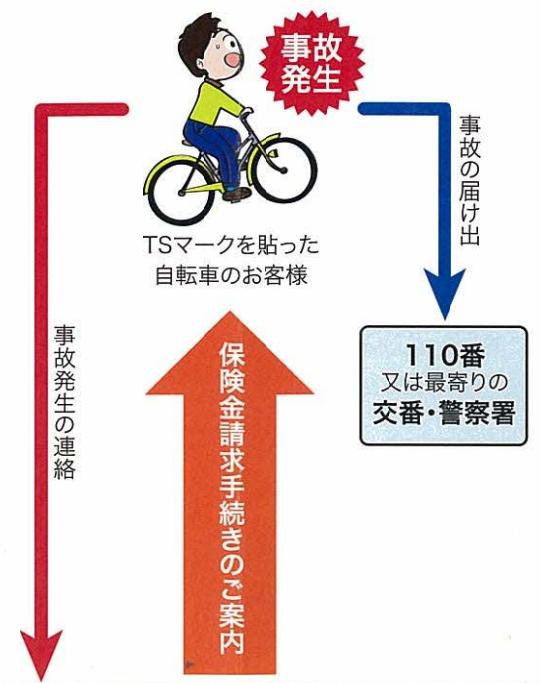 事故
発生
TSマークを貼った
自転車のお客様
事故の届け出
110番
又は最寄りの
交番・警察署
事故発生の連絡
保険金請求手続きのご案内